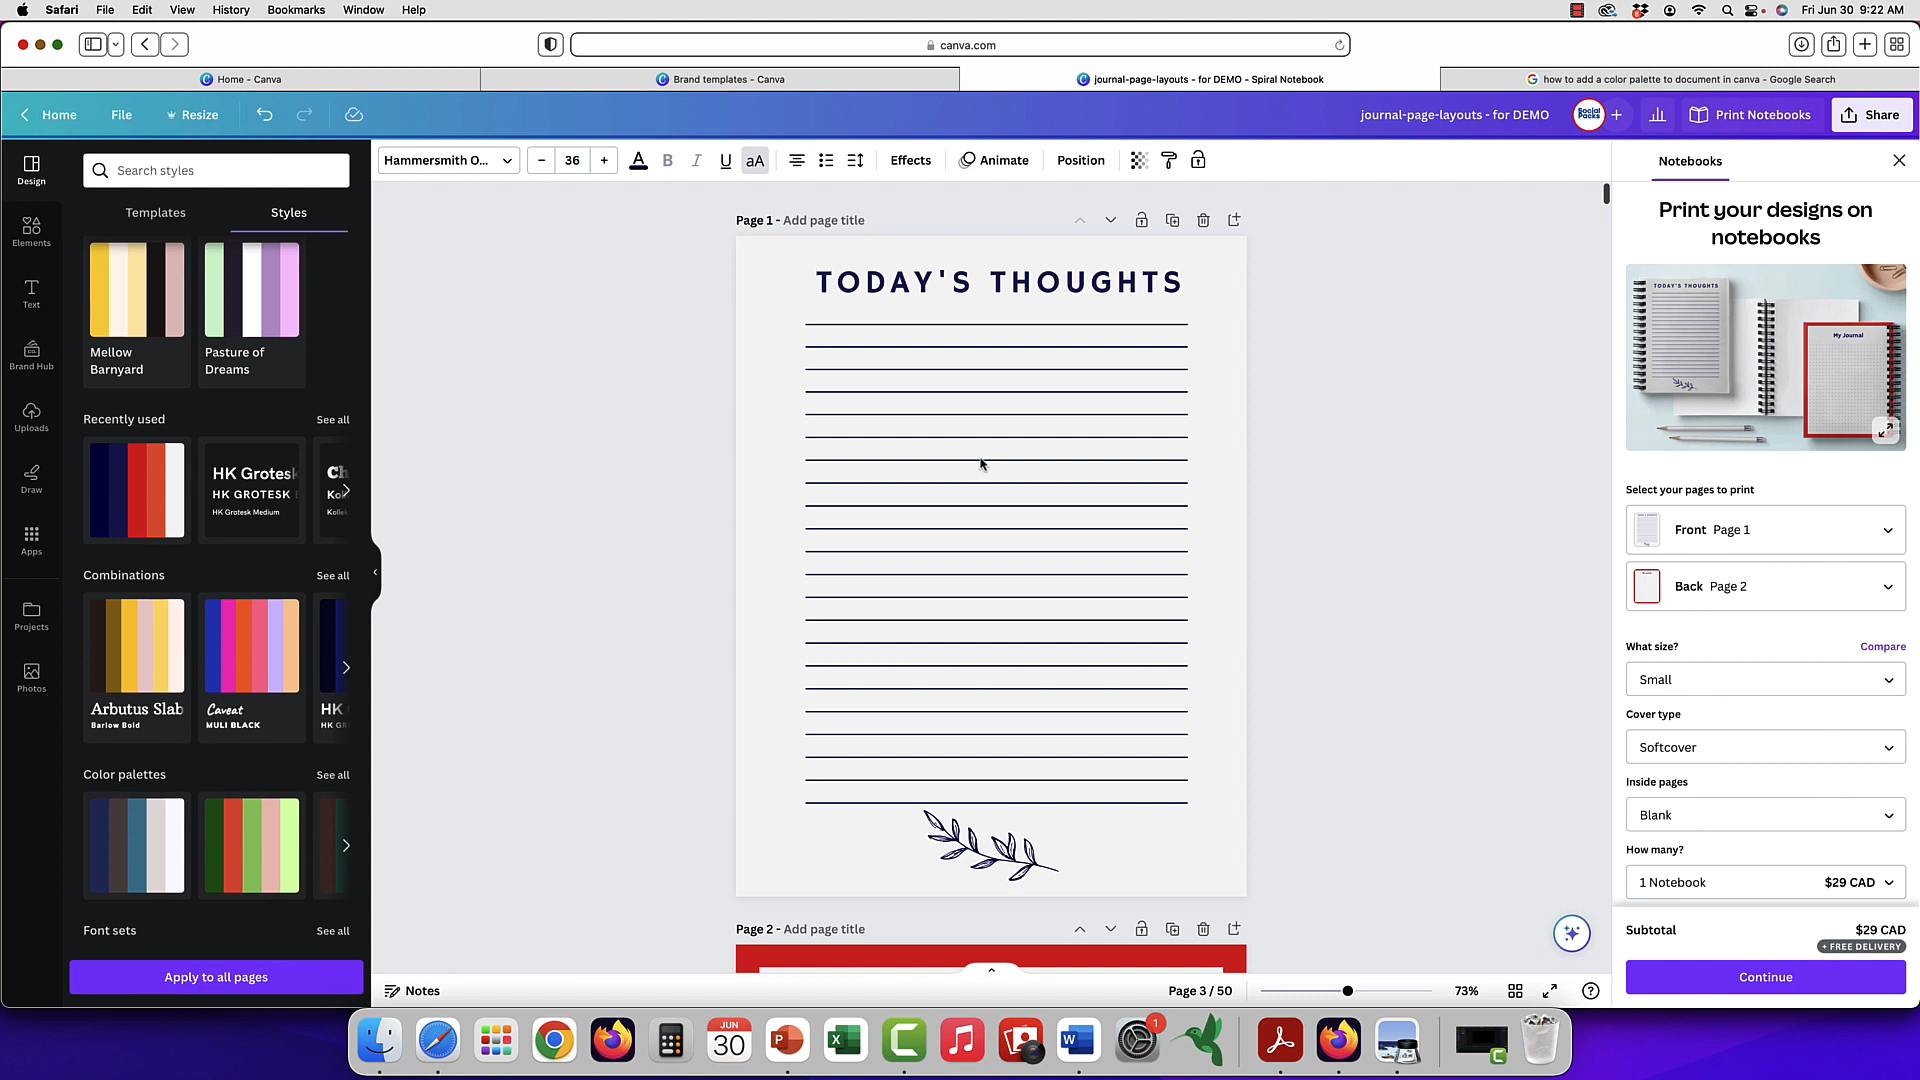 Safari File Edit View History Bookmarks Window Help
Fri Jun 30 9:22 AM
canva.com
Home - Canva
Brand templates - Canva
journal-page-layouts - for DEMO - Spiral Notebook
how to add a color palette to document in canva - Google Search
Home
File
Resize
journal-page-layouts - for DEMO
Social Packs
Print Notebooks
Share
Design
Elements
Text
Brand Hub
Uploads
Draw
Apps
Projects
Photos
Search styles
Templates
Styles
Mellow
Barnyard
Pasture of
Dreams
Recently used
See all
HK Grotesk
HK GROTESK
HK Grotesk Medium
Combinations
See all
Arbutus Slab
Barlow Bold
Caveat
MULI BLACK
HK
Color palettes
See all
Font sets
See all
Apply to all pages
Hammersmith O...
36
A
B
I
U
aA
Effects
Animate
Position
Page 1 - Add page title
TODAY'S THOUGHTS
Page 2 - Add page title
Notes
Page 3 / 50
73%
Notebooks
Print your designs on
notebooks
TODAY'S THOUGHTS
My Journal
Select your pages to print
Front Page 1
Back Page 2
What size?
Compare
Small
Cover type
Softcover
Inside pages
Blank
How many?
1 Notebook
$29 CAD
Subtotal
$29 CAD
+ FREE DELIVERY
Continue
JUN
30
P
X
W
1